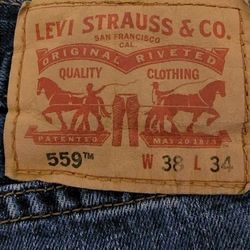 LEVI STRAUSS & CO.
SAN FRANCISCO
CAL
ORIGINAL RIVETED
QUALITY CLOTHING
PATENTED MAY 20 1873
559™ W 38 L 34